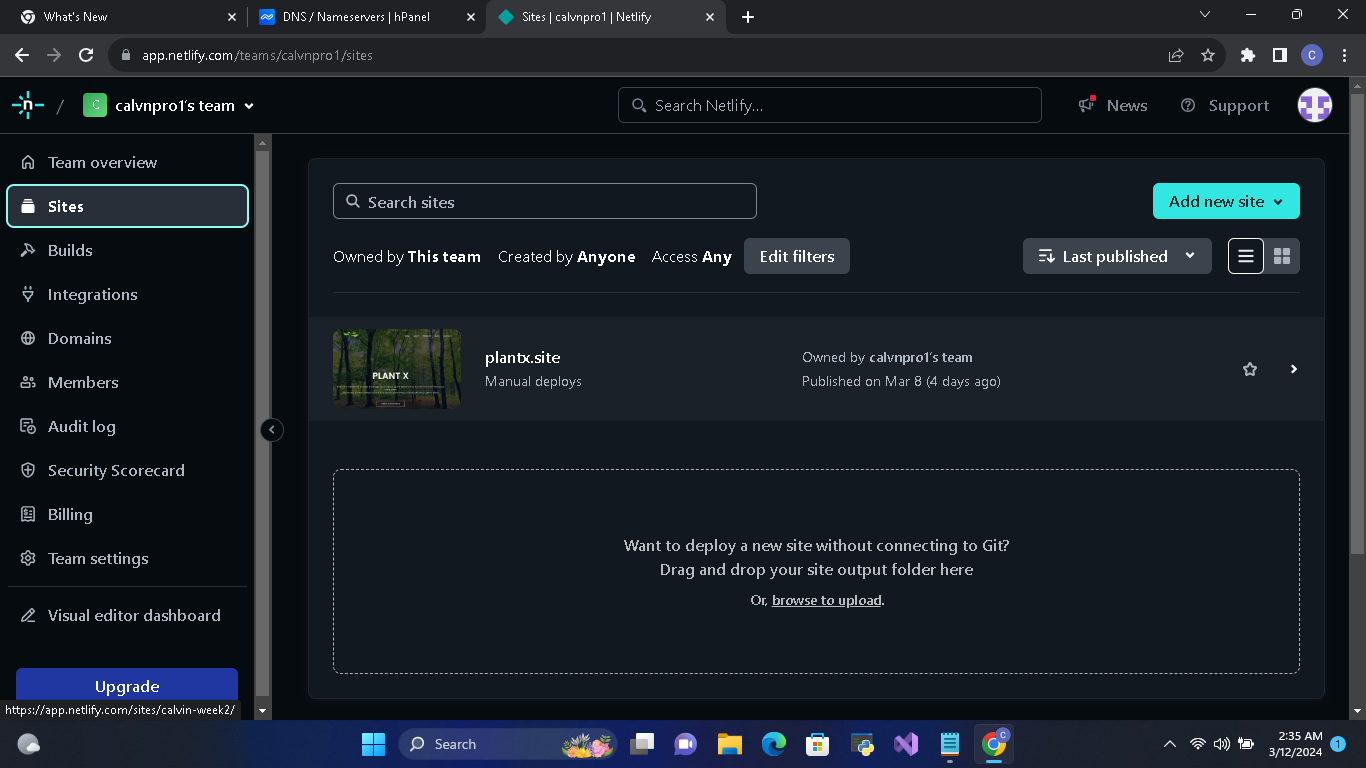 What's New
DNS / Nameservers | hPanel
Sites | calvnpro1 | Netlify
app.netlify.com/teams/calvnpro1/sites
C
n / C calvnpro1's team
Search Netlify...
News
Support
Team overview
Sites
Builds
Integrations
Domains
Members
Audit log
Security Scorecard
Billing
Team settings
Visual editor dashboard
Upgrade
https://app.netlify.com/sites/calvin-week2/
Search sites
Add new site
Owned by This team Created by Anyone Access Any Edit filters
Last published
PLANT X
plantx.site
Manual deploys
Owned by calvnpro1's team
Published on Mar 8 (4 days ago)
Want to deploy a new site without connecting to Git?
Drag and drop your site output folder here
Or, browse to upload.
Search
C
2:35 AM
3/12/2024
1